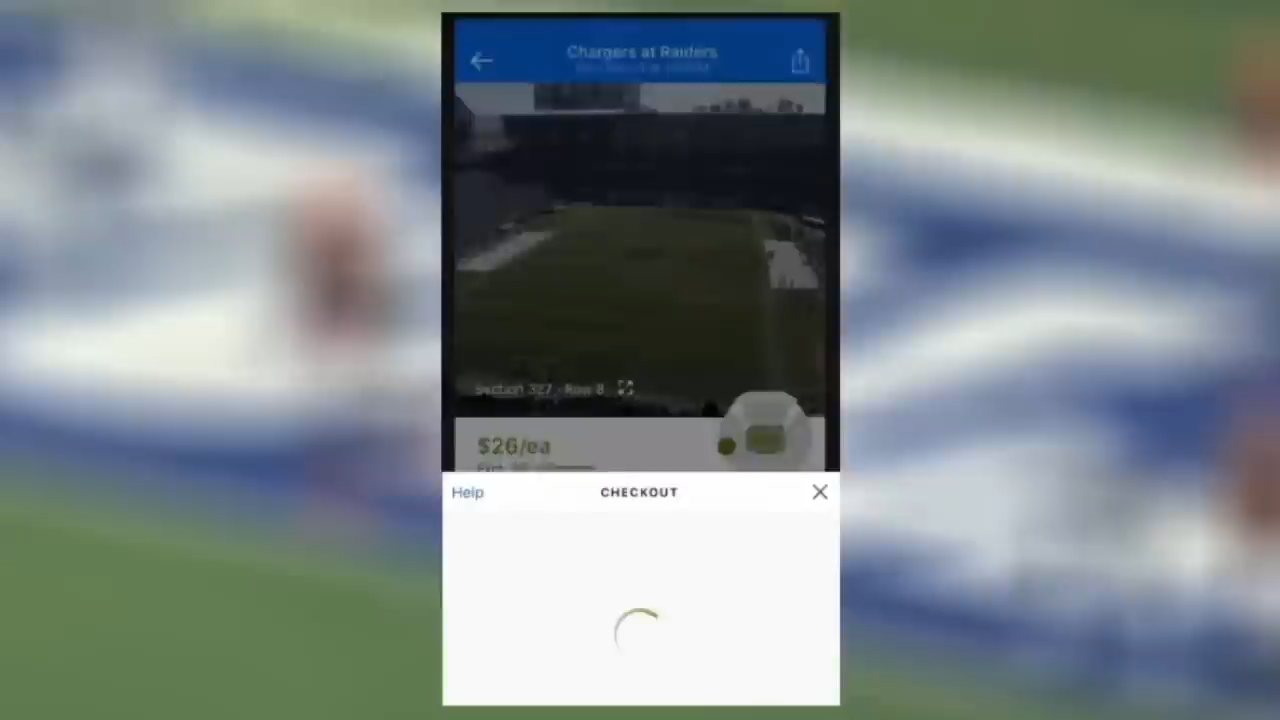 Chargers at Raiders
Section 327 · Row 8
$26/ea
Help
CHECKOUT